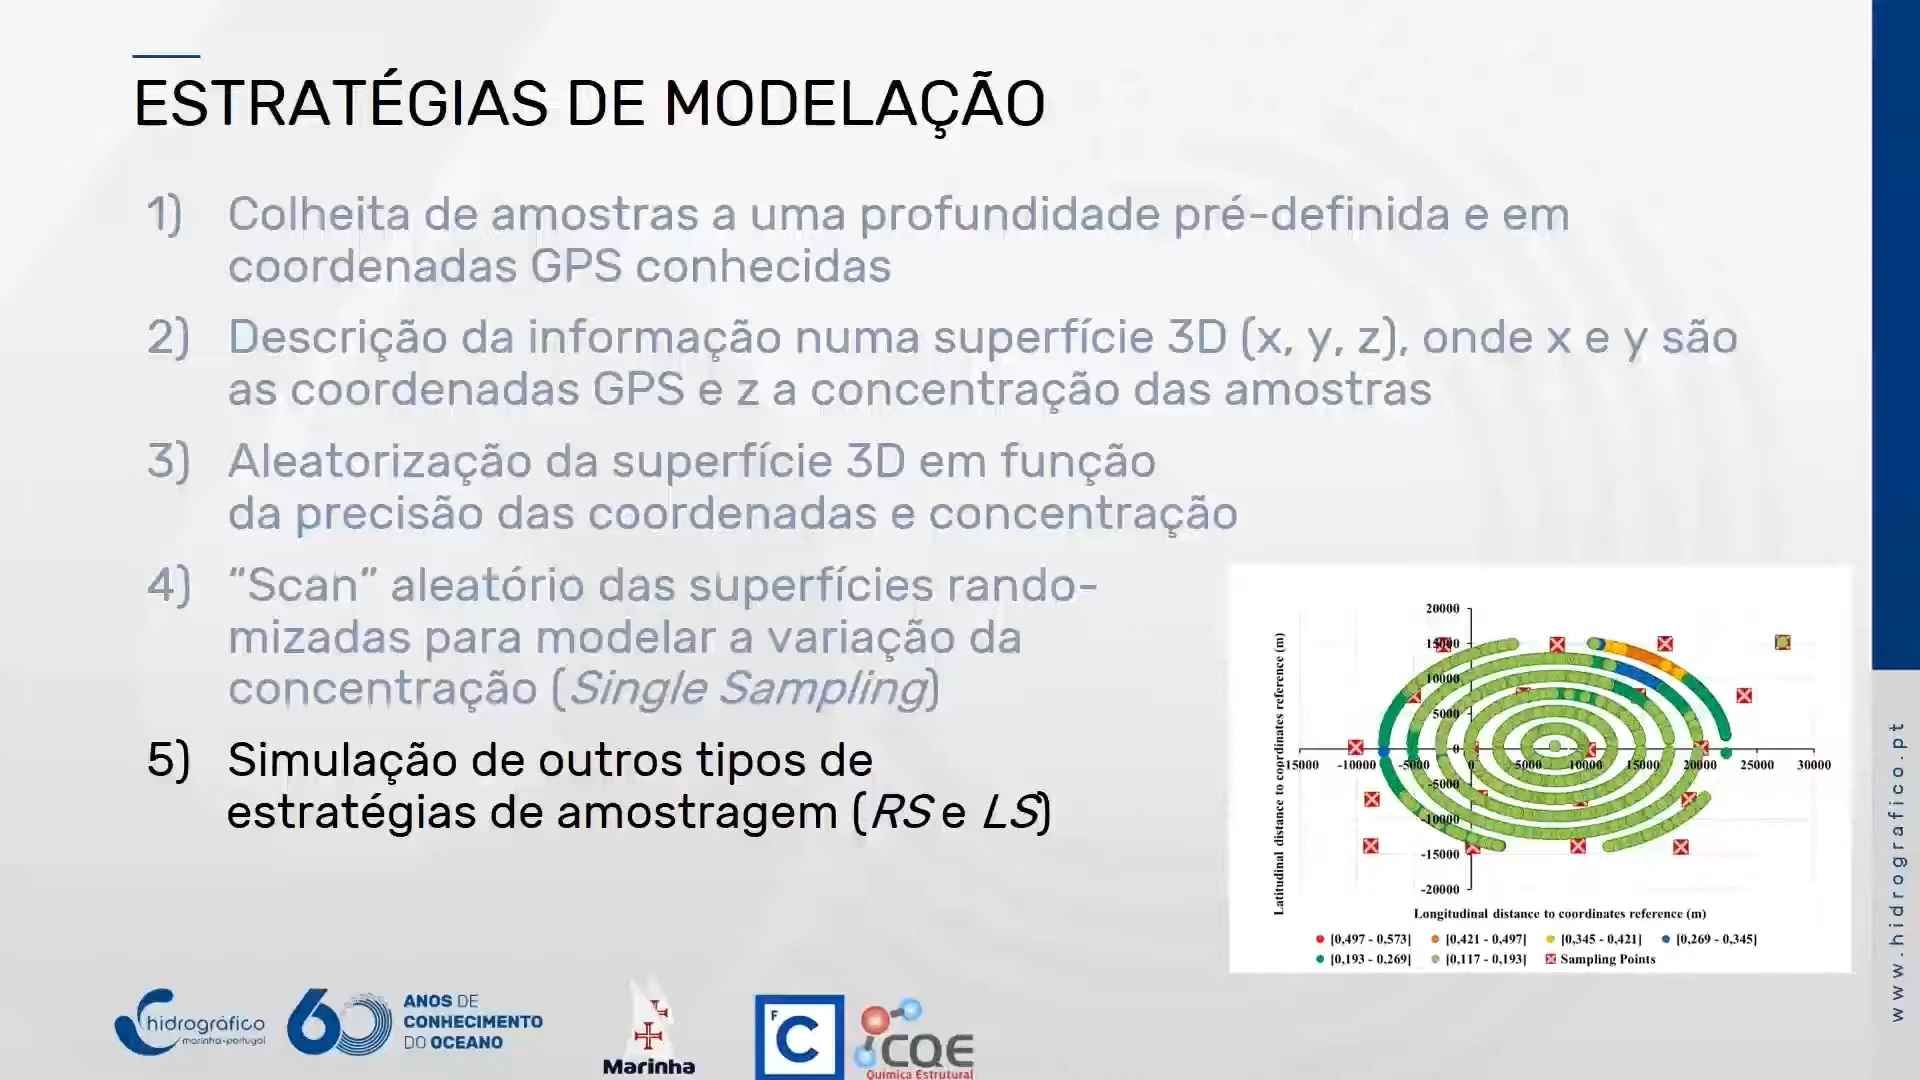 ESTRATÉGIAS DE MODELAÇÃO
1) Colheita de amostras a uma profundidade pré-definida e em
coordenadas GPS conhecidas
2) Descrição da informação numa superfície 3D (x, y, z), onde x e y são
as coordenadas GPS e z a concentração das amostras
3) Aleatorização da superfície 3D em função
da precisão das coordenadas e concentração
4) “Scan” aleatório das superfícies rando-
mizadas para modelar a variação da
concentração (Single Sampling)
5) Simulação de outros tipos de
estratégias de amostragem (RS e LS)
Latitudinal distance to coordinates reference (m)
20000
15000
10000
5000
0
-5000
-10000
-15000
-20000
15000 -10000 -5000 0 5000 10000 15000 20000 25000 30000
Longitudinal distance to coordinates reference (m)
[0,497 - 0,573] [0,421 - 0,497] [0,345 - 0,421] [0,269 - 0,345]
[0,193 - 0,269] [0,117 - 0,193] Sampling Points
www.hidrografico.pt
hidrográfico
marinha-portugal
60 ANOS DE
CONHECIMENTO
DO OCEANO
Marinha
F
C
CQE
Química Estrutural